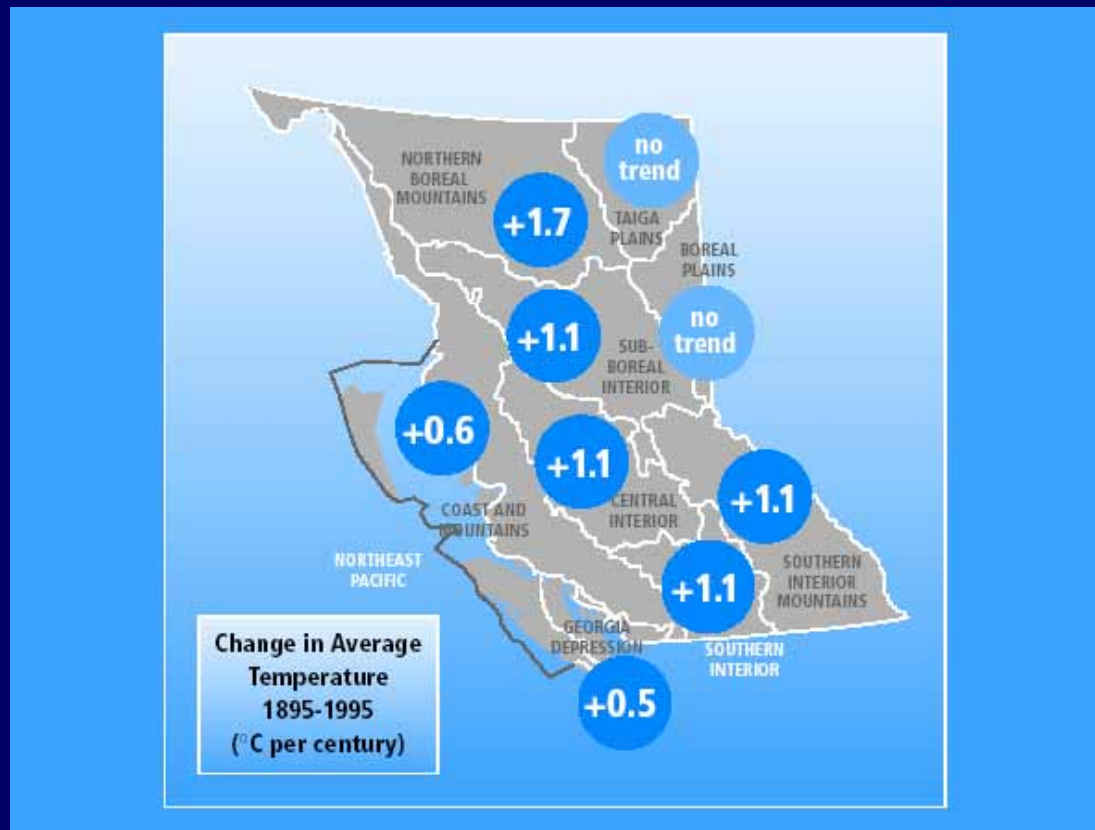 NORTHERN
BOREAL
MOUNTAINS
+1.7
no
trend
TAIGA
PLAINS
BOREAL
PLAINS
no
trend
+1.1
SUB-
BOREAL
INTERIOR
+0.6
+1.1
CENTRAL
INTERIOR
+1.1
COAST AND
MOUNTAINS
NORTHEAST
PACIFIC
+1.1
SOUTHERN
INTERIOR
MOUNTAINS
GEORGIA
DEPRESSION
SOUTHERN
INTERIOR
+0.5
Change in Average
Temperature
1895-1995
(°C per century)